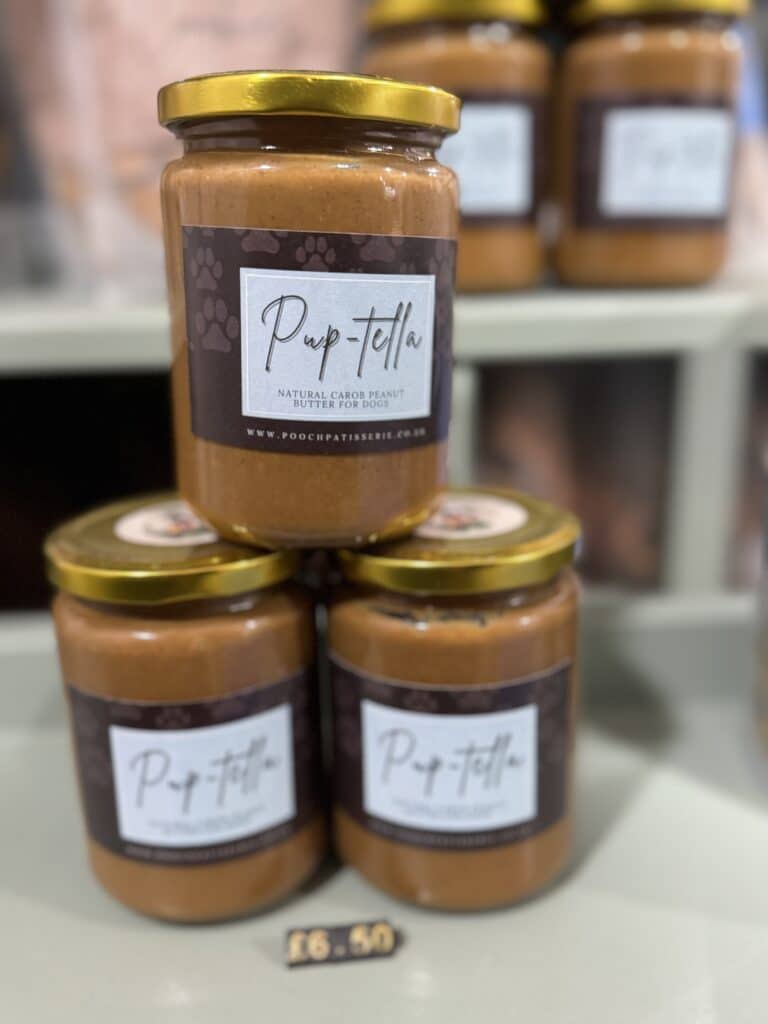 Pup-tella
NATURAL CAROB PEANUT
BUTTER FOR DOGS
WWW.POOCHPATISSERIE.CO.UK
Pup-tella
Pup-tella
£6.50